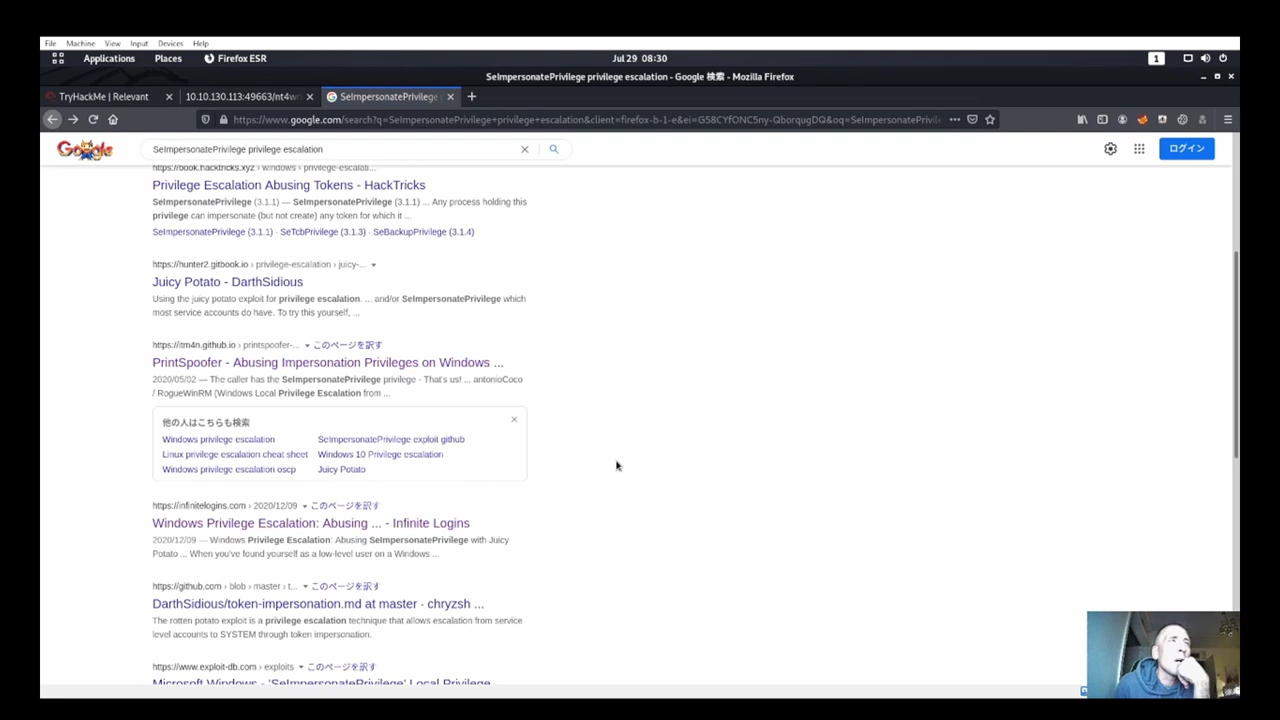 File Machine View Input Devices Help
Applications Places Firefox ESR Jul 29 08:30 1
SeImpersonatePrivilege privilege escalation - Google 検索 - Mozilla Firefox
TryHackMe | Relevant 10.10.130.113:49663/nt4wr SeImpersonatePrivilege
https://www.google.com/search?q=SeImpersonatePrivilege+privilege+escalation&client=firefox-b-1-e&ei=G58CYfONC5ny-QborqugDQ&oq=SeImpersonatePrivil
Google SeImpersonatePrivilege privilege escalation ログイン
https://book.hacktricks.xyz › windows › privilege-escalati...
Privilege Escalation Abusing Tokens - HackTricks
SeImpersonatePrivilege (3.1.1) — SeImpersonatePrivilege (3.1.1) ... Any process holding this
privilege can impersonate (but not create) any token for which it ...
SeImpersonatePrivilege (3.1.1) · SeTcbPrivilege (3.1.3) · SeBackupPrivilege (3.1.4)
https://hunter2.gitbook.io › privilege-escalation › juicy-...
Juicy Potato - DarthSidious
Using the juicy potato exploit for privilege escalation. ... and/or SeImpersonatePrivilege which
most service accounts do have. To try this yourself, ...
https://itm4n.github.io › printspoofer-... このページを訳す
PrintSpoofer - Abusing Impersonation Privileges on Windows ...
2020/05/02 — The caller has the SeImpersonatePrivilege privilege - That's us! ... antonioCoco
/ RogueWinRM (Windows Local Privilege Escalation from ...
他の人はこちらも検索
Windows privilege escalation SeImpersonatePrivilege exploit github
Linux privilege escalation cheat sheet Windows 10 Privilege escalation
Windows privilege escalation oscp Juicy Potato
https://infinitelogins.com › 2020/12/09 このページを訳す
Windows Privilege Escalation: Abusing ... - Infinite Logins
2020/12/09 — Windows Privilege Escalation: Abusing SeImpersonatePrivilege with Juicy
Potato ... When you've found yourself as a low-level user on a Windows ...
https://github.com › blob › master › t... このページを訳す
DarthSidious/token-impersonation.md at master · chryzsh ...
The rotten potato exploit is a privilege escalation technique that allows escalation from service
level accounts to SYSTEM through token impersonation.
https://www.exploit-db.com › exploits このページを訳す
Microsoft Windows - 'SeImpersonatePrivilege' Local Privilege